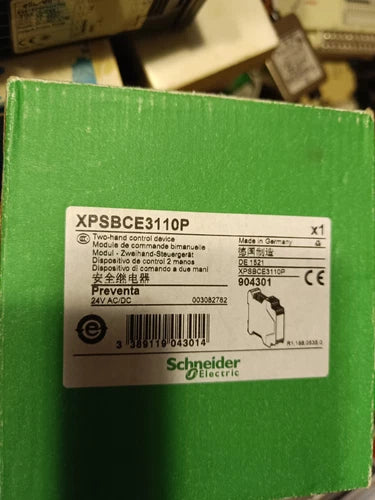 XPSBCE3110P
x1
Two-hand control device
Module de commande bimanuelle
Modul - Zweihand-Steuergerät
Dispositivo de control 2 manos
Dispositivo di comando a due mani
安全继电器
Preventa
24V AC/DC
003082782
Made in Germany
德国制造
DE 1521
XPSBCE3110P
904301
CE
3 389119 043014
Schneider
Electric